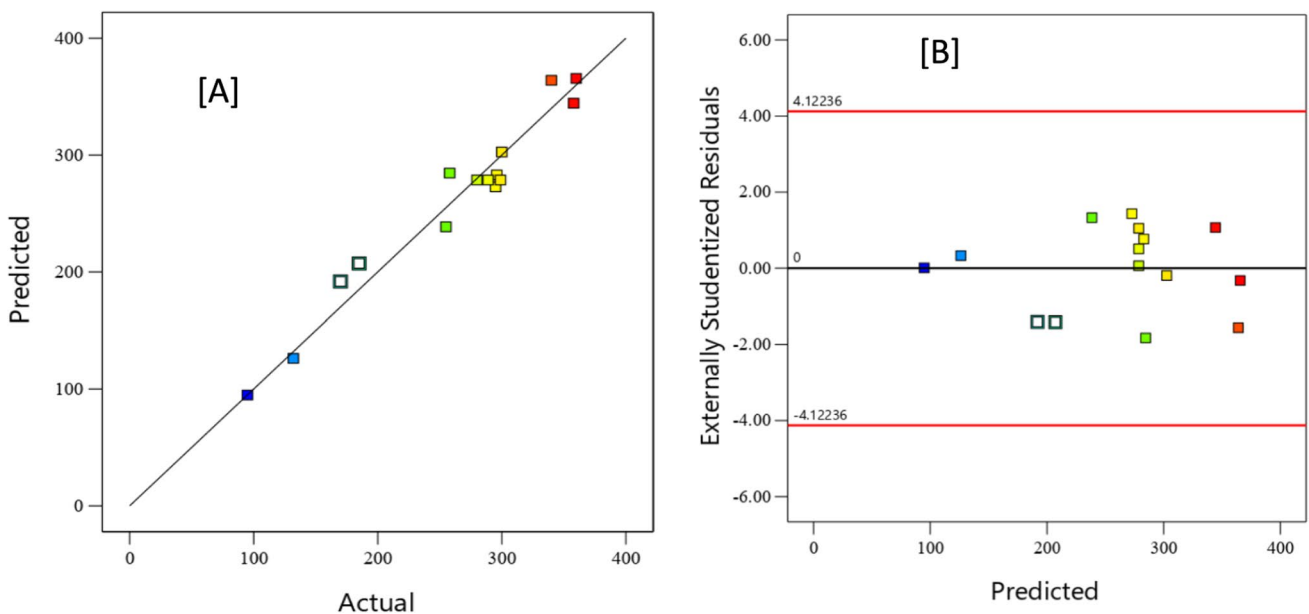 [A]
Predicted
400
300
200
100
0
0 100 200 300 400
Actual
[B]
Externally Studentized Residuals
6.00
4.00
2.00
0.00
-2.00
-4.00
-6.00
4.12236
0
-4.12236
0 100 200 300 400
Predicted